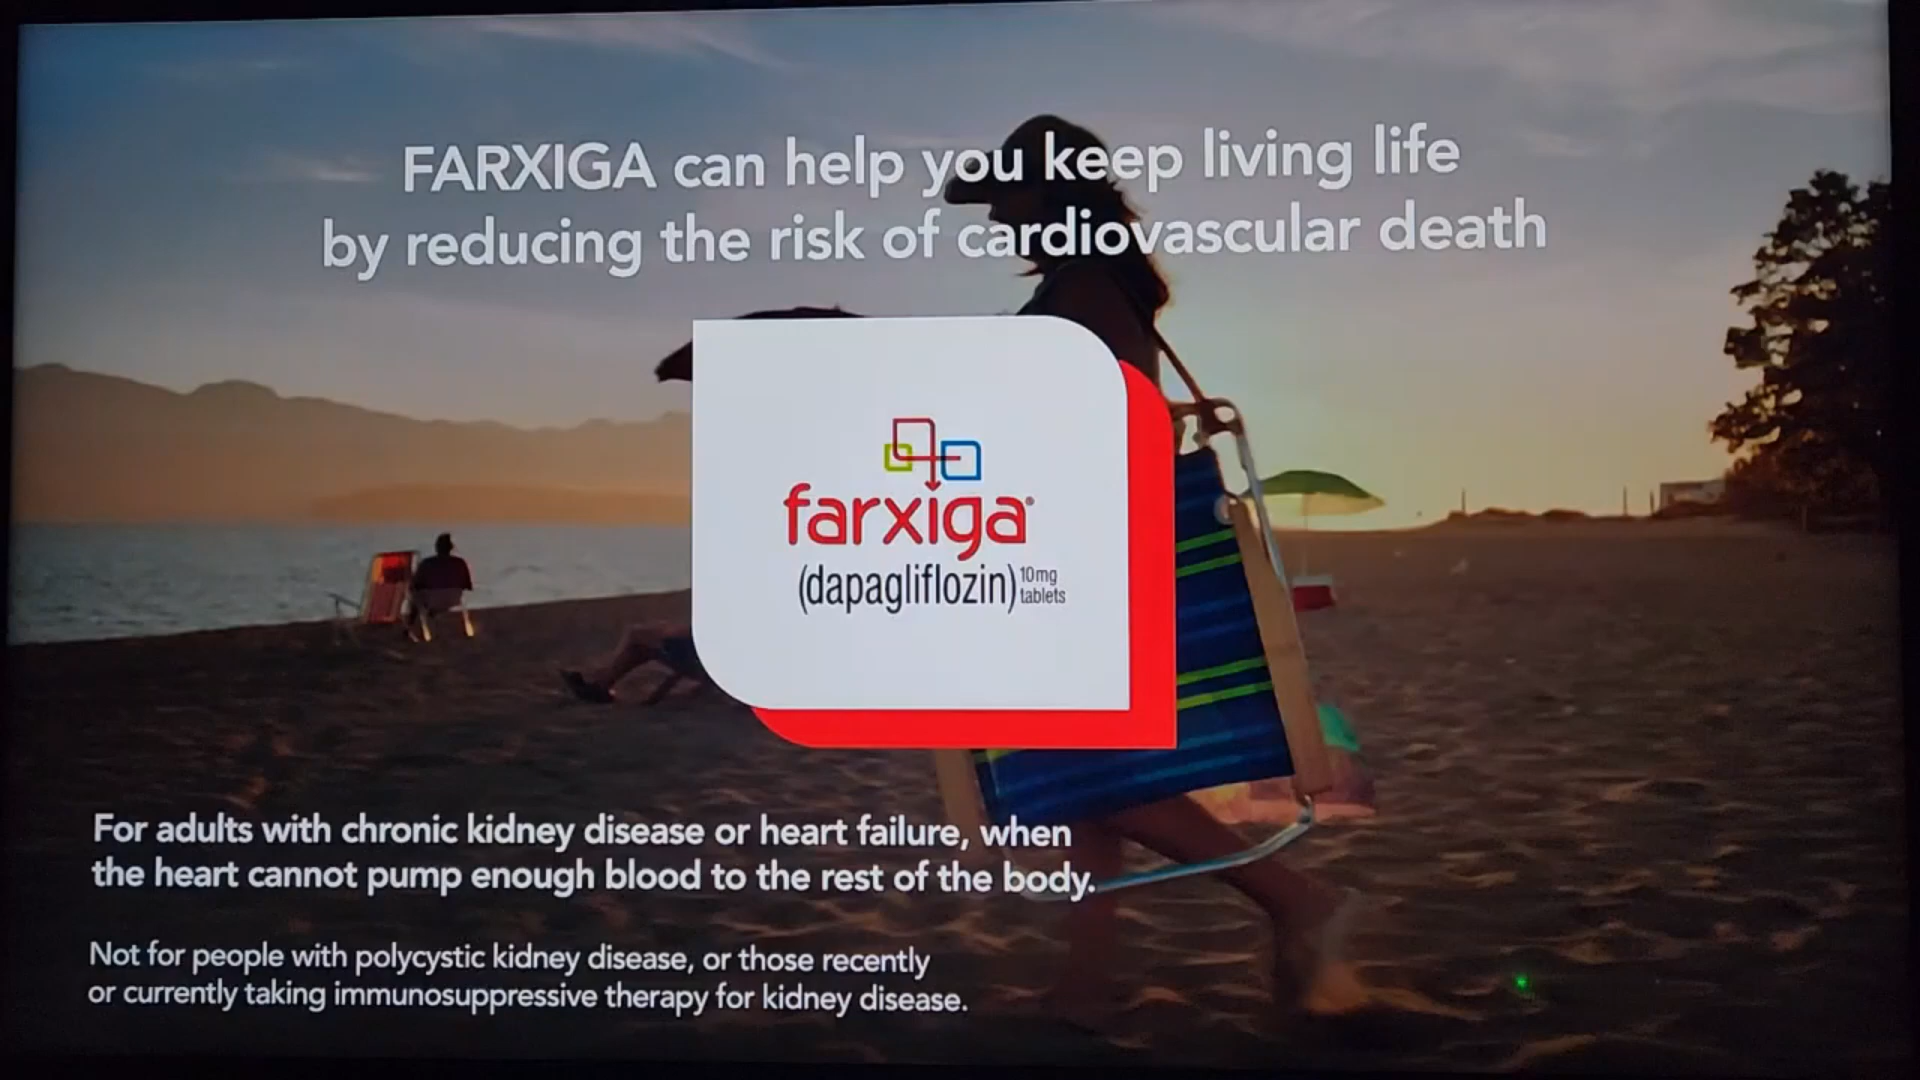 FARXIGA can help you keep living life
by reducing the risk of cardiovascular death
farxiga®
(dapagliflozin) 10mg
tablets
For adults with chronic kidney disease or heart failure, when
the heart cannot pump enough blood to the rest of the body.
Not for people with polycystic kidney disease, or those recently
or currently taking immunosuppressive therapy for kidney disease.